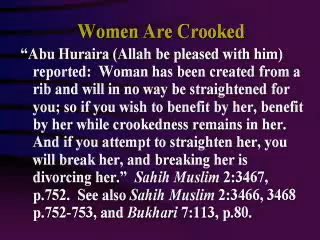 Women Are Crooked
“Abu Huraira (Allah be pleased with him)
reported:  Woman has been created from a
rib and will in no way be straightened for
you; so if you wish to benefit by her, benefit
by her while crookedness remains in her.
And if you attempt to straighten her, you
will break her, and breaking her is
divorcing her.”  Sahih Muslim 2:3467,
p.752.  See also Sahih Muslim 2:3466, 3468
p.752-753, and Bukhari 7:113, p.80.